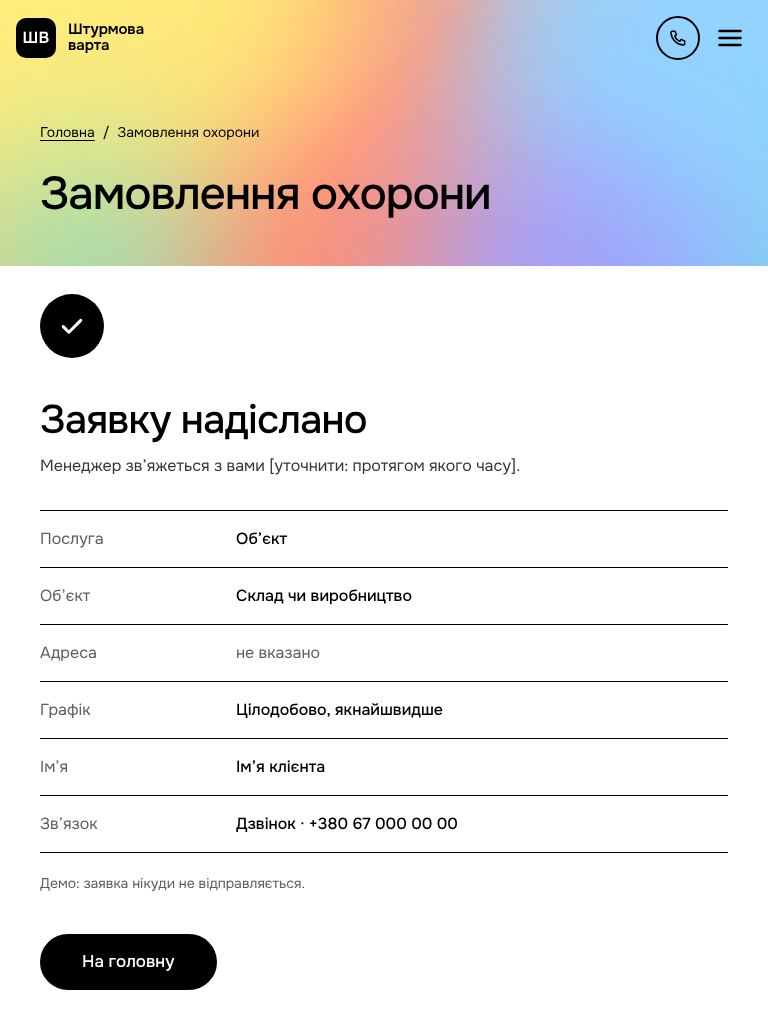 ШВ
Штурмова
варта
Головна / Замовлення охорони
Замовлення охорони
Заявку надіслано
Менеджер зв’яжеться з вами [уточнити: протягом якого часу].
Послуга Об’єкт
Об’єкт Склад чи виробництво
Адреса не вказано
Графік Цілодобово, якнайшвидше
Ім’я Ім’я клієнта
Зв’язок Дзвінок · +380 67 000 00 00
Демо: заявка нікуди не відправляється.
На головну